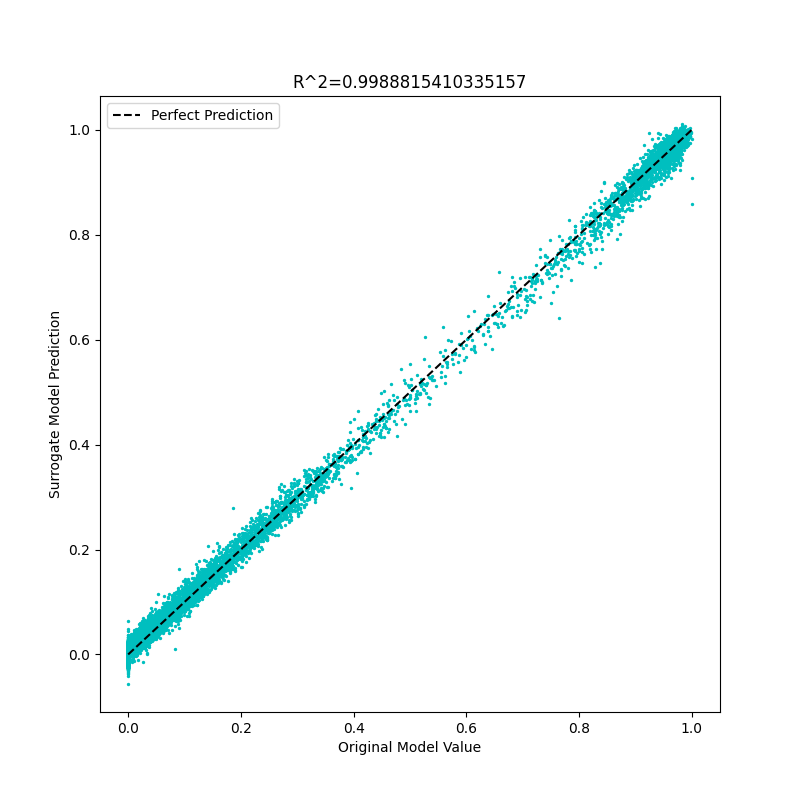 R^2=0.9988815410335157
Perfect Prediction
1.0
0.8
0.6
0.4
0.2
0.0
Surrogate Model Prediction
0.0 0.2 0.4 0.6 0.8 1.0
Original Model Value